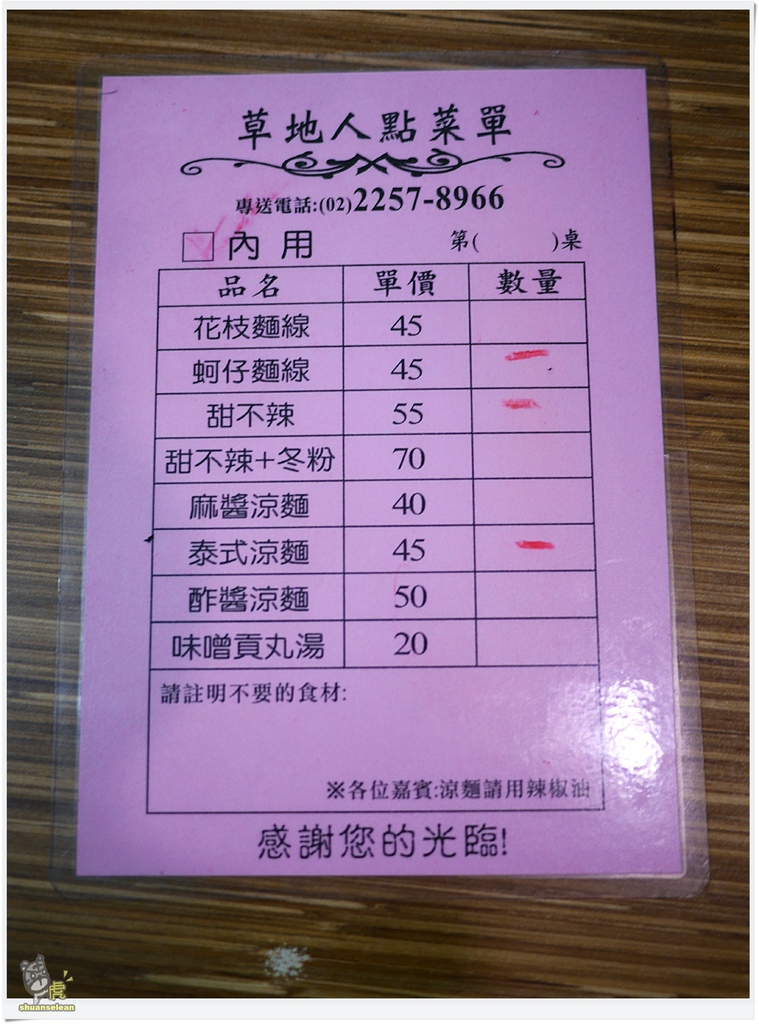 草地人點菜單
專送電話:(02)2257-8966
內用 第( )桌
品名 單價 數量
花枝麵線 45
蚵仔麵線 45
甜不辣 55
甜不辣+冬粉 70
麻醬涼麵 40
泰式涼麵 45
酢醬涼麵 50
味噌貢丸湯 20
請註明不要的食材:
※各位嘉賓:涼麵請用辣椒油
感謝您的光臨!
虎
shuanselean